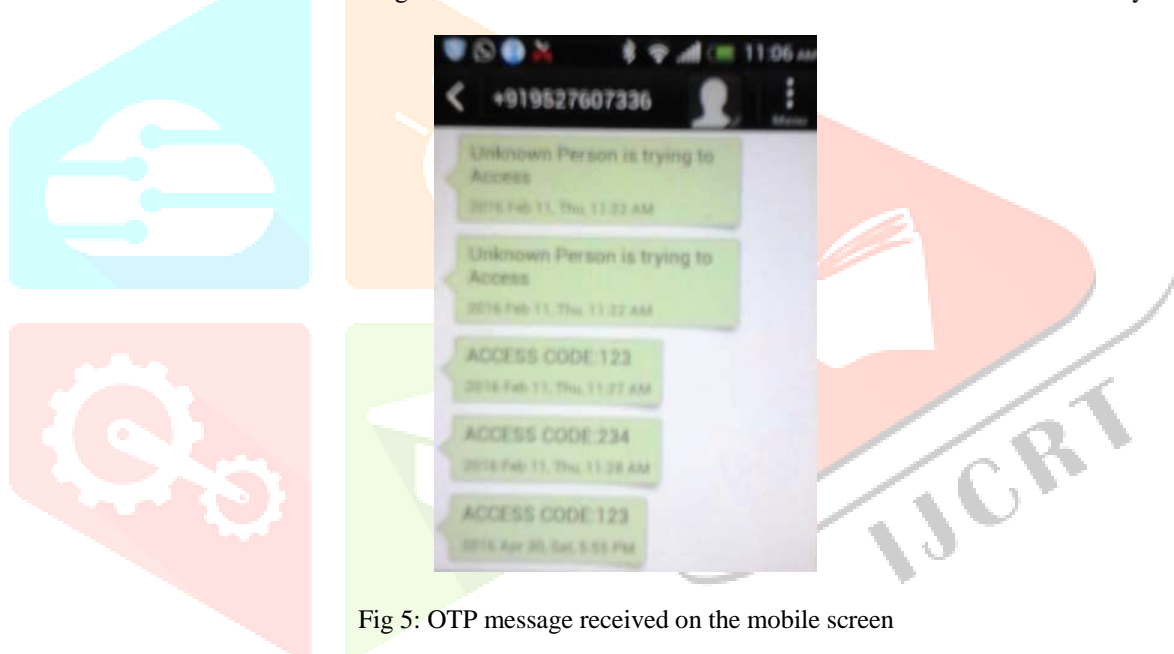 11:06 AM
+919527607336
Menu
Unknown Person is trying to
Access
2016 Feb 11, Thu, 11:22 AM
Unknown Person is trying to
Access
2016 Feb 11, Thu, 11:22 AM
ACCESS CODE:123
2016 Feb 11, Thu, 11:27 AM
ACCESS CODE:234
2016 Feb 11, Thu, 11:38 AM
ACCESS CODE:123
2016 Apr 30, Sat, 5:55 PM
IJCRT
Fig 5: OTP message received on the mobile screen